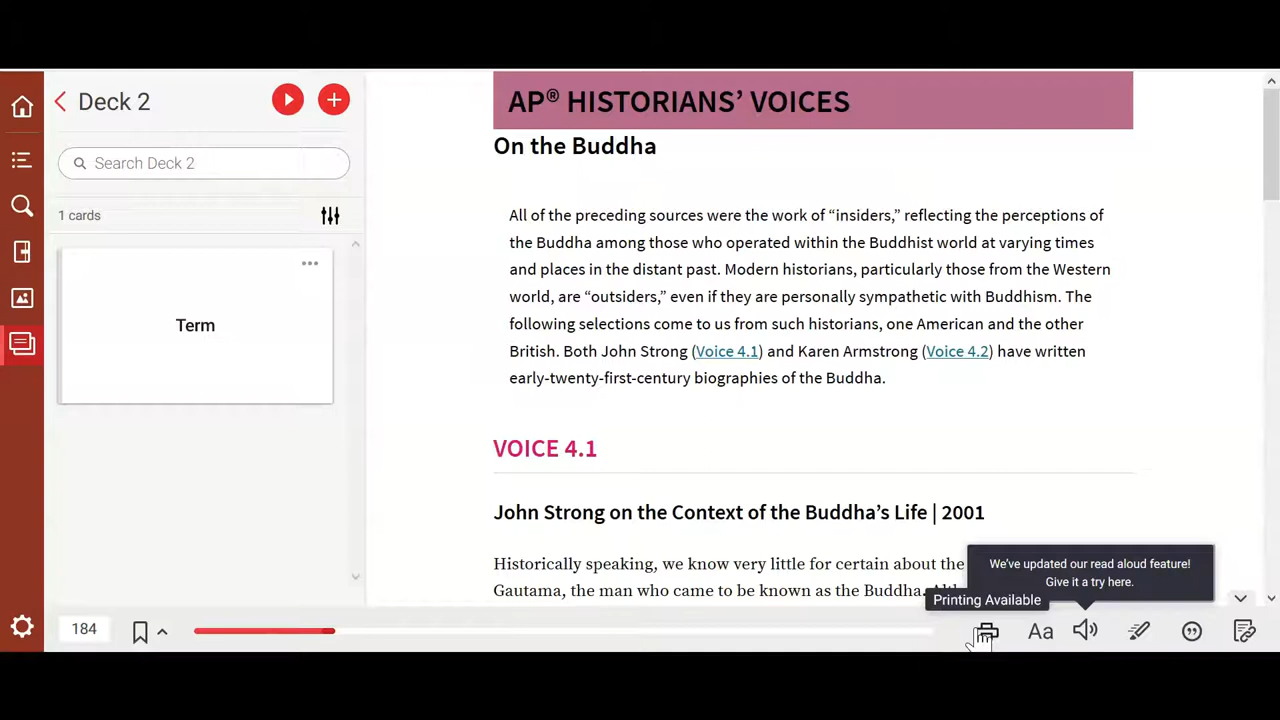 Deck 2
Search Deck 2
1 cards
Term
AP® HISTORIANS’ VOICES
On the Buddha
All of the preceding sources were the work of “insiders,” reflecting the perceptions of
the Buddha among those who operated within the Buddhist world at varying times
and places in the distant past. Modern historians, particularly those from the Western
world, are “outsiders,” even if they are personally sympathetic with Buddhism. The
following selections come to us from such historians, one American and the other
British. Both John Strong (Voice 4.1) and Karen Armstrong (Voice 4.2) have written
early-twenty-first-century biographies of the Buddha.
VOICE 4.1
John Strong on the Context of the Buddha’s Life | 2001
Historically speaking, we know very little for certain about the
Gautama, the man who came to be known as the Buddha.
We’ve updated our read aloud feature!
Give it a try here.
Printing Available
184
Aa